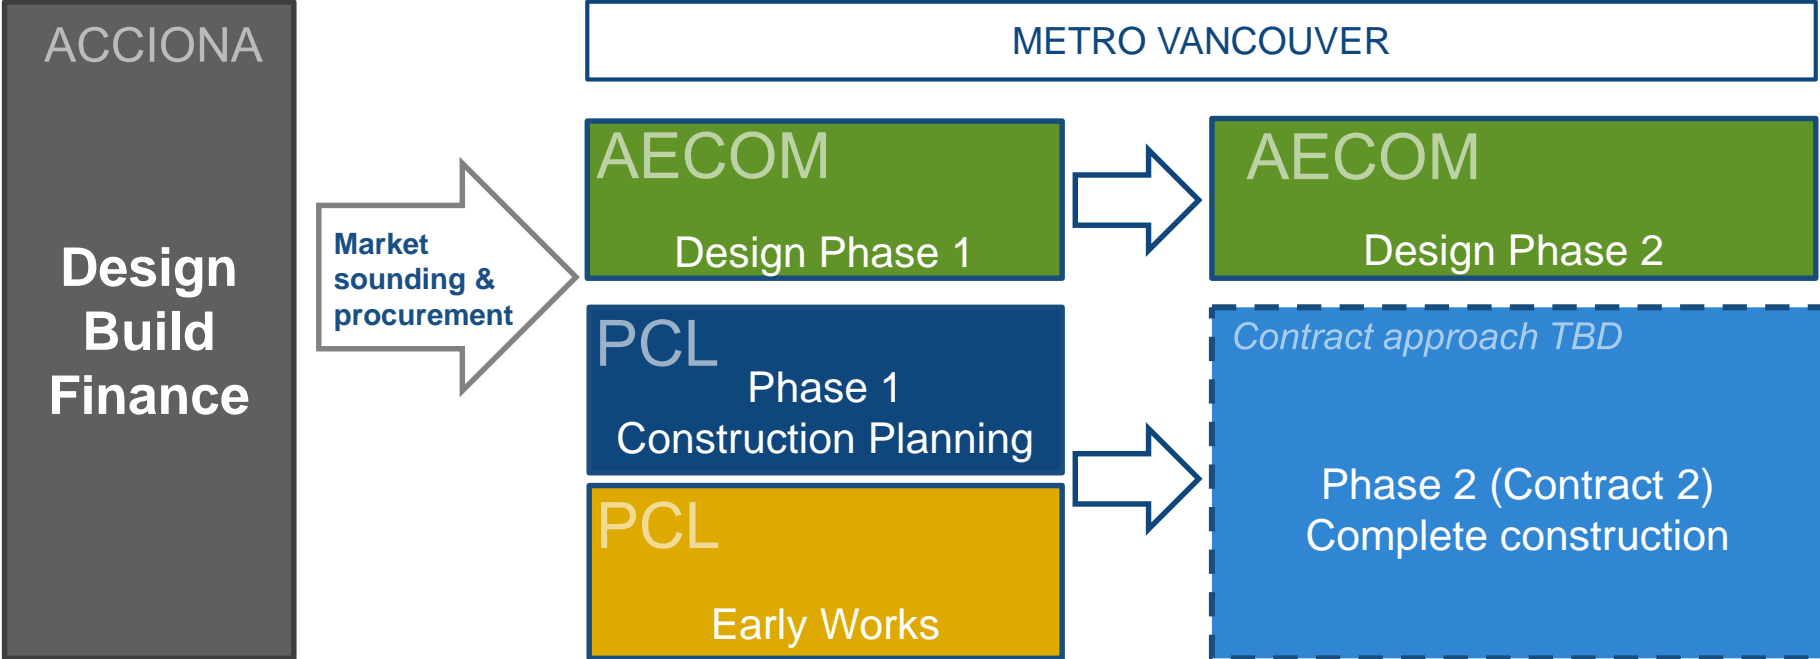 ACCIONA
Design
Build
Finance
Market
sounding &
procurement
METRO VANCOUVER
AECOM
Design Phase 1
AECOM
Design Phase 2
PCL
Phase 1
Construction Planning
PCL
Early Works
Contract approach TBD
Phase 2 (Contract 2)
Complete construction